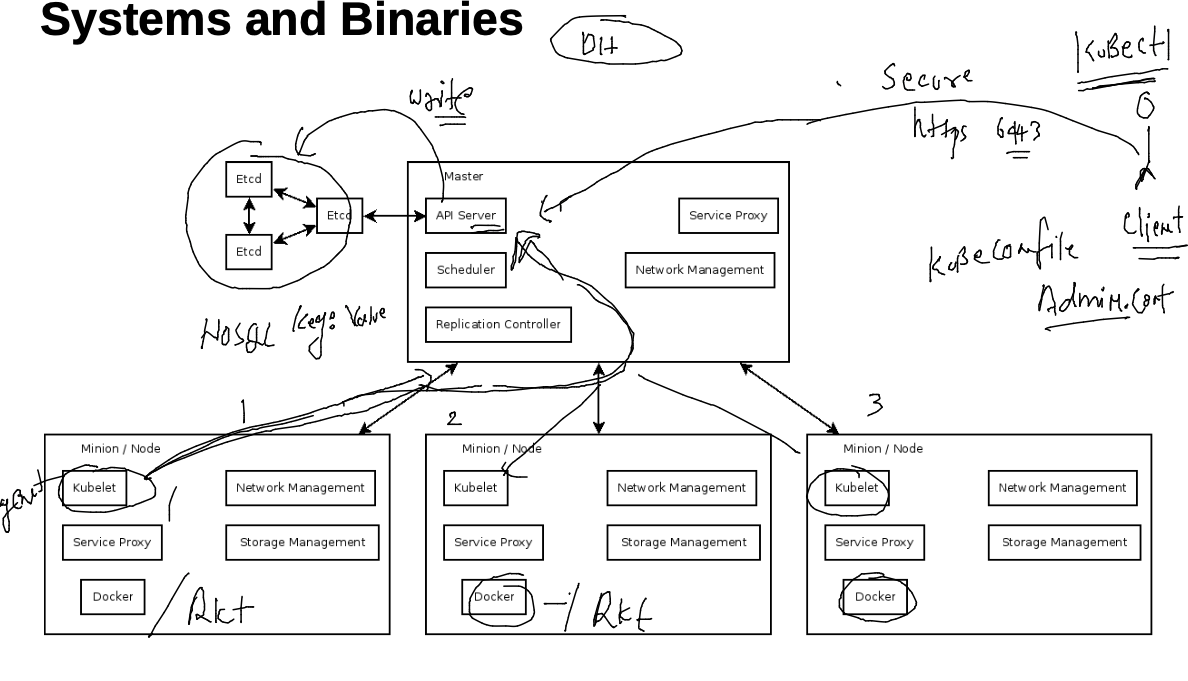 Systems and Binaries
DH
KuBectl
Secure
write
https 6443
Master
Etcd
API Server
Service Proxy
Etcd
Client
Etcd
Scheduler
Network Management
KuBeConfile
Admin.Conf
NoSQL Key: Value
Replication Controller
1
2
3
Minion / Node
Minion / Node
Minion / Node
Kubelet
Network Management
Kubelet
Network Management
Kubelet
Network Management
Service Proxy
Storage Management
Service Proxy
Storage Management
Service Proxy
Storage Management
Docker
/ Rkt
Docker
/ Rkt
Docker